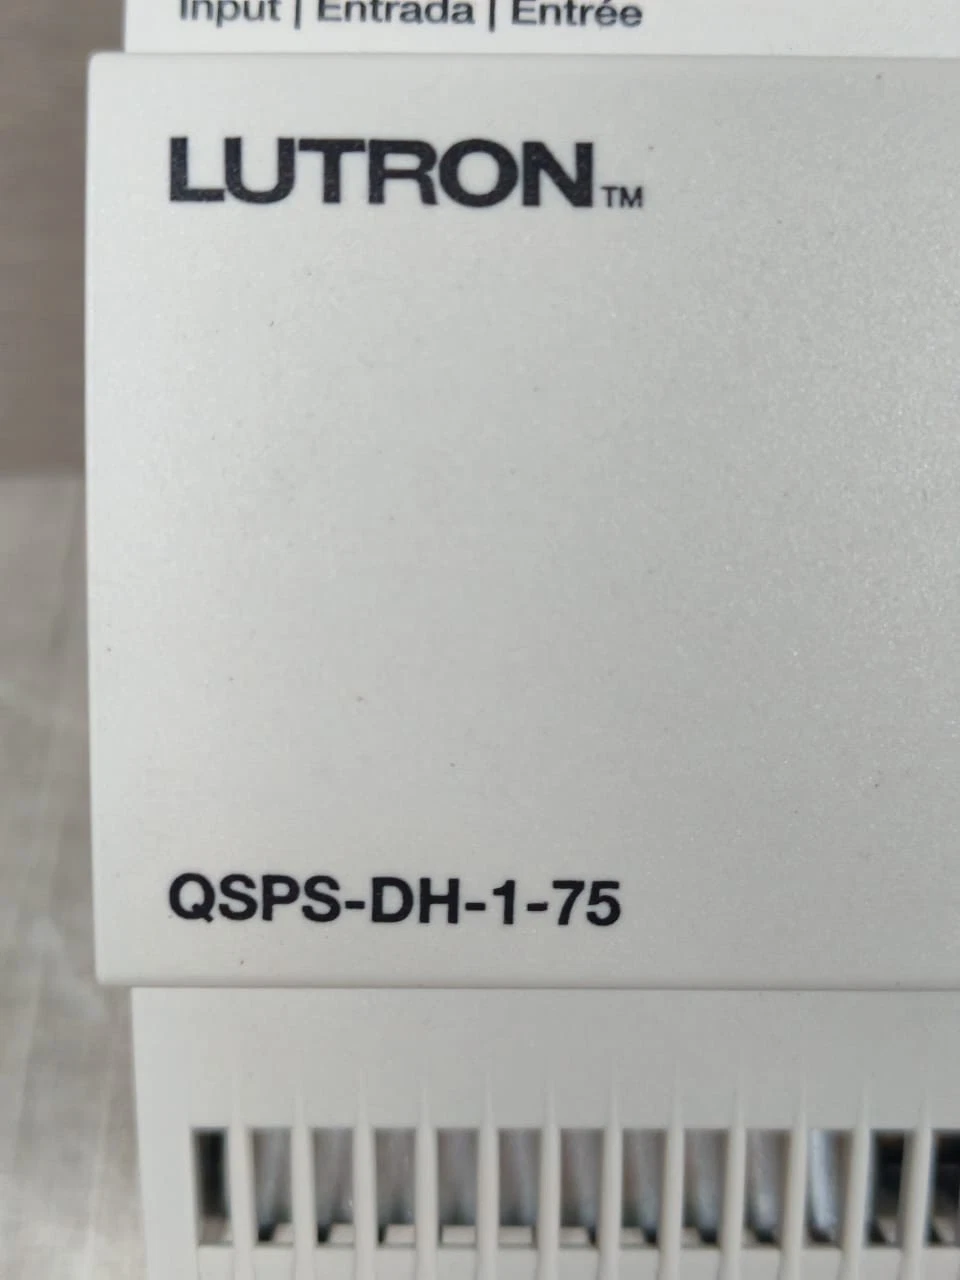 Input | Entrada | Entrée
LUTRON™
QSPS-DH-1-75